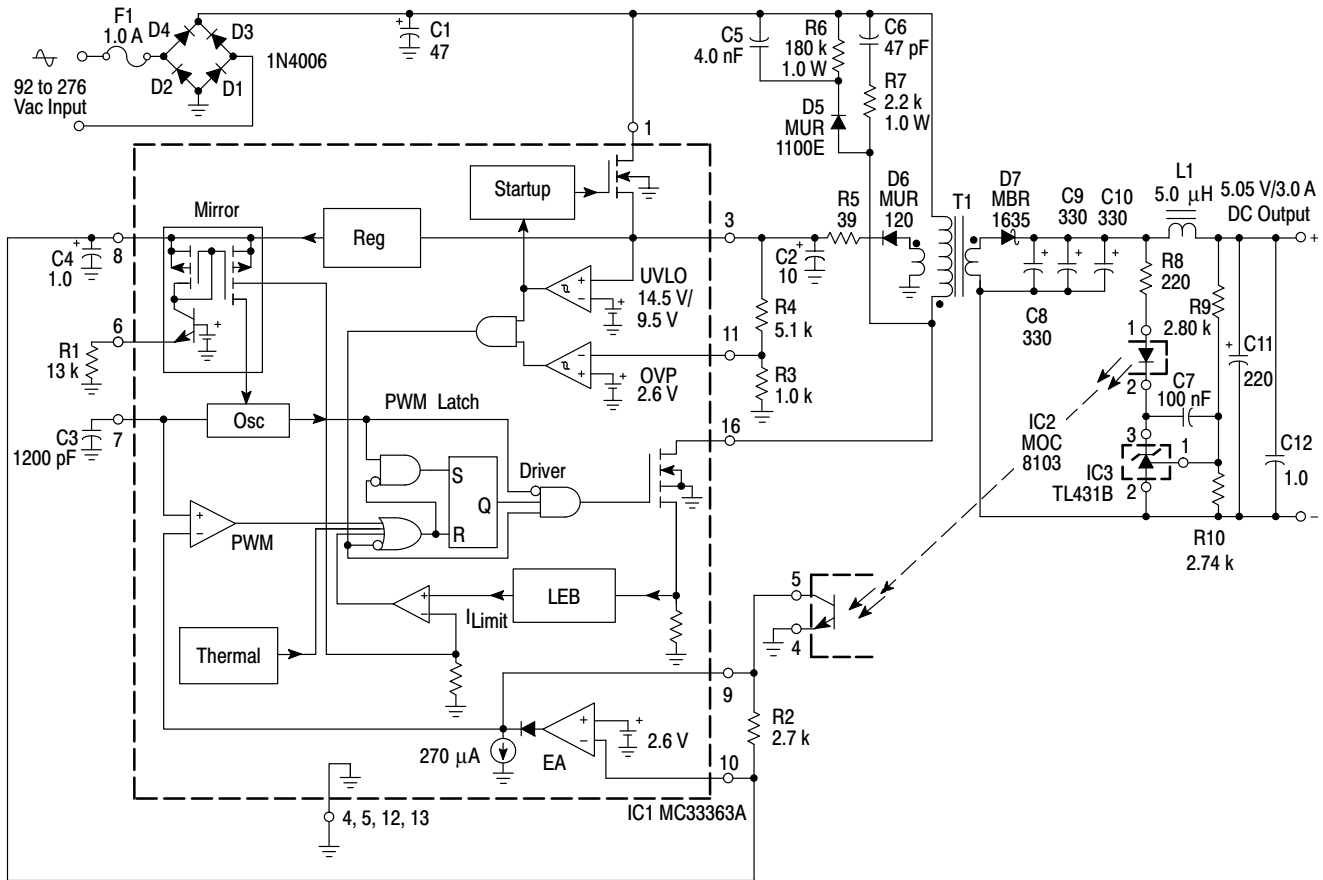 F1
1.0 A
D4
D3
D2
D1
1N4006
92 to 276
Vac Input
+
C1
47
C5
4.0 nF
R6
180 k
1.0 W
C6
+
47 pF
R7
2.2 k
1.0 W
D5
MUR
1100E
1
Startup
Mirror
Reg
8
C4
1.0
+
6
R1
13 k
+
3
R5
39
D6
MUR
120
T1
D7
MBR
1635
C9
330
C10
330
L1
5.0 μH
5.05 V/3.0 A
DC Output
+
C2
10
+
UVLO
14.5 V/
9.5 V
+
−
+
R4
5.1 k
11
OVP
2.6 V
−
+
+
R3
1.0 k
+
+
+
C8
330
R8
220
R9
2.80 k
1
2
C7
100 nF
C11
220
+
IC2
MOC
8103
3
1
IC3
TL431B
2
C12
1.0
−
R10
2.74 k
Osc
7
C3
1200 pF
PWM Latch
S
Q
R
Driver
16
+
−
PWM
+
−
ILimit
LEB
Thermal
5
4
9
R2
2.7 k
270 μA
EA
+
−
+
2.6 V
10
4, 5, 12, 13
IC1 MC33363A